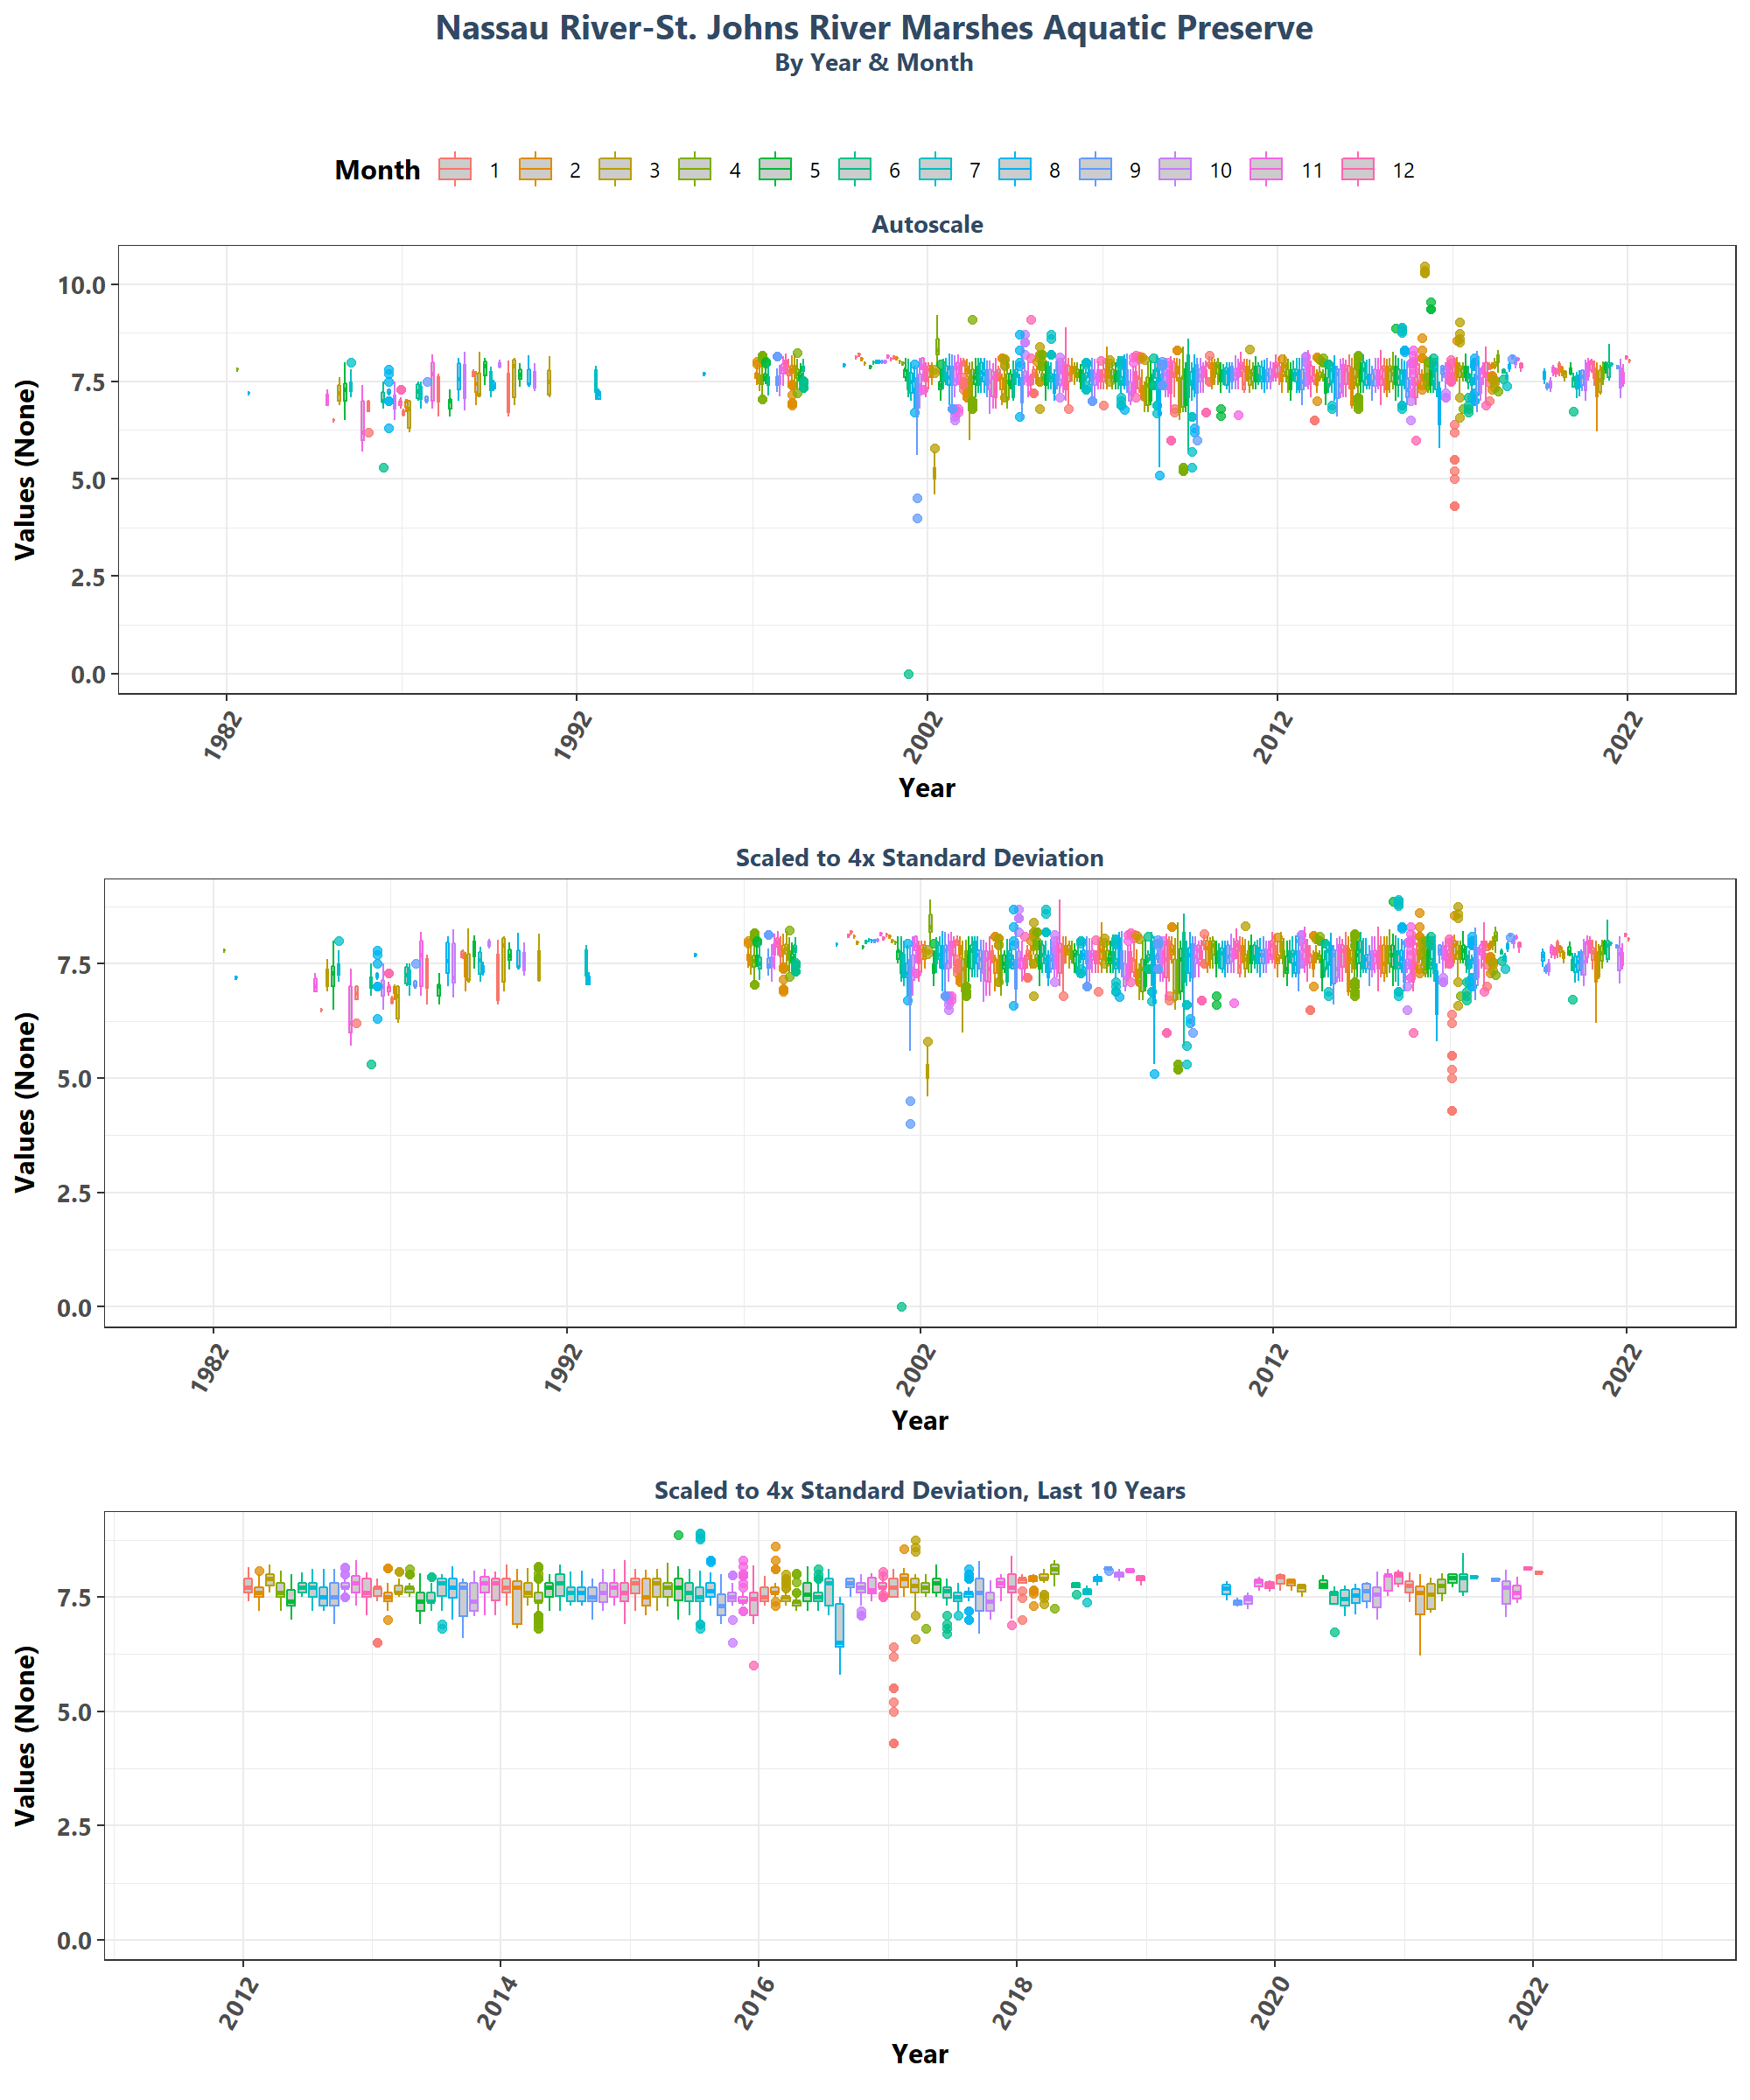 Nassau River-St. Johns River Marshes Aquatic Preserve
By Year & Month
Month 1 2 3 4 5 6 7 8 9 10 11 12
Autoscale
Values (None)
10.0
7.5
5.0
2.5
0.0
1982 1992 2002 2012 2022
Year
Scaled to 4x Standard Deviation
Values (None)
7.5
5.0
2.5
0.0
1982 1992 2002 2012 2022
Year
Scaled to 4x Standard Deviation, Last 10 Years
Values (None)
7.5
5.0
2.5
0.0
2012 2014 2016 2018 2020 2022
Year